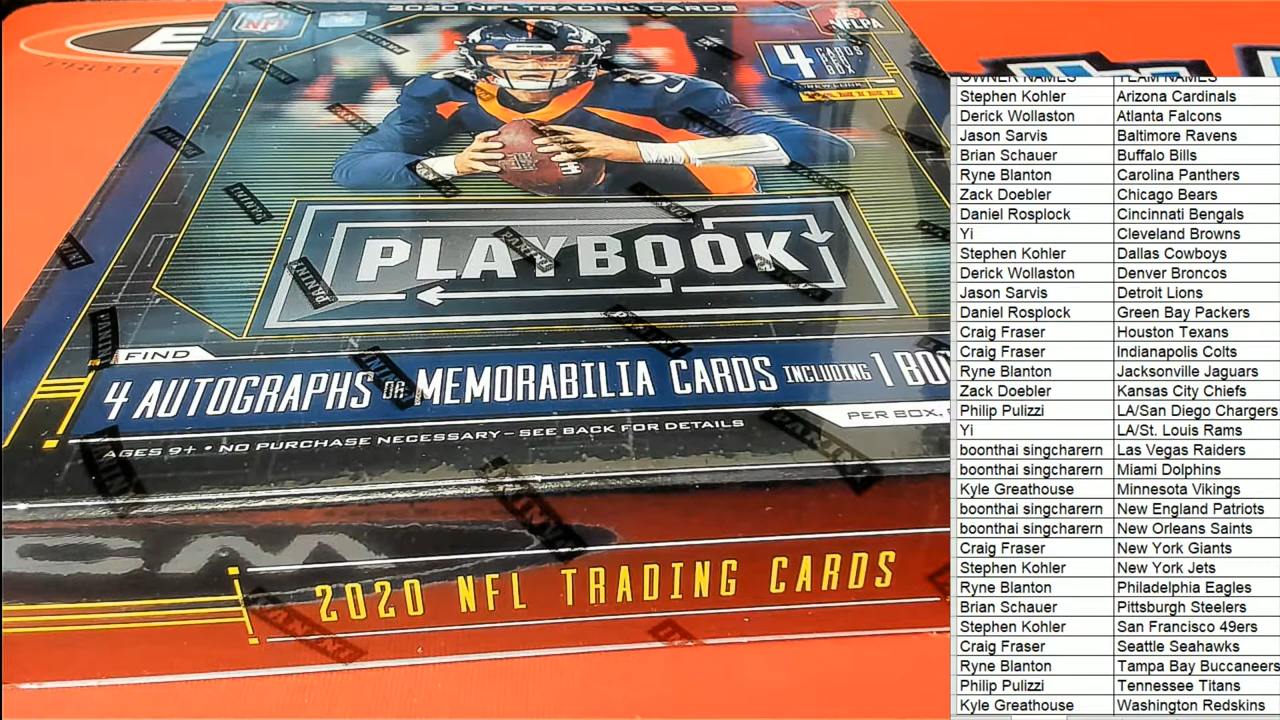 2020 NFL TRADING CARDS
NFL
NFLPA
4 CARDS PER BOX
PANINI
PLAYBOOK
FIND
4 AUTOGRAPHS OR MEMORABILIA CARDS INCLUDING 1 BOO
PER BOX,
AGES 9+ • NO PURCHASE NECESSARY – SEE BACK FOR DETAILS
2020 NFL TRADING CARDS
OWNER NAMES TEAM NAMES
Stephen Kohler Arizona Cardinals
Derick Wollaston Atlanta Falcons
Jason Sarvis Baltimore Ravens
Brian Schauer Buffalo Bills
Ryne Blanton Carolina Panthers
Zack Doebler Chicago Bears
Daniel Rosplock Cincinnati Bengals
Yi Cleveland Browns
Stephen Kohler Dallas Cowboys
Derick Wollaston Denver Broncos
Jason Sarvis Detroit Lions
Daniel Rosplock Green Bay Packers
Craig Fraser Houston Texans
Craig Fraser Indianapolis Colts
Ryne Blanton Jacksonville Jaguars
Zack Doebler Kansas City Chiefs
Philip Pulizzi LA/San Diego Chargers
Yi LA/St. Louis Rams
boonthai singcharern Las Vegas Raiders
boonthai singcharern Miami Dolphins
Kyle Greathouse Minnesota Vikings
boonthai singcharern New England Patriots
boonthai singcharern New Orleans Saints
Craig Fraser New York Giants
Stephen Kohler New York Jets
Ryne Blanton Philadelphia Eagles
Brian Schauer Pittsburgh Steelers
Stephen Kohler San Francisco 49ers
Craig Fraser Seattle Seahawks
Ryne Blanton Tampa Bay Buccaneers
Philip Pulizzi Tennessee Titans
Kyle Greathouse Washington Redskins